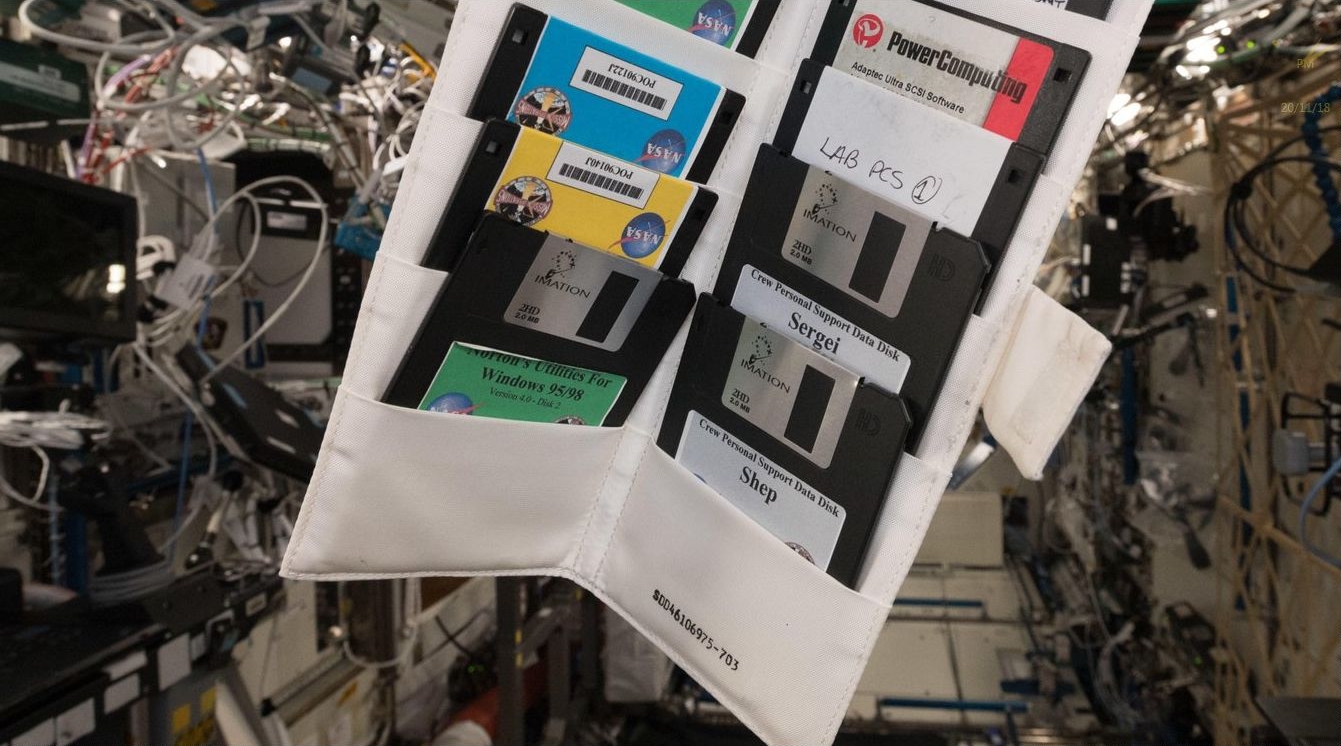 NASA
PowerComputing
Adaptec Ultra SCSI Software
POC90122J
NASA
LAB PCS 1
POC90140J
NASA
IMATION
2HD
2.0 MB
HD
Crew Personal Support Data Disk
Sergei
IMATION
2HD
2.0 MB
Norton's Utilities For
Windows 95/98
Version 4.0 - Disk 2
IMATION
2HD
2.0 MB
HD
Crew Personal Support Data Disk
Shep
SDD46106975-703
PM
20/11/18